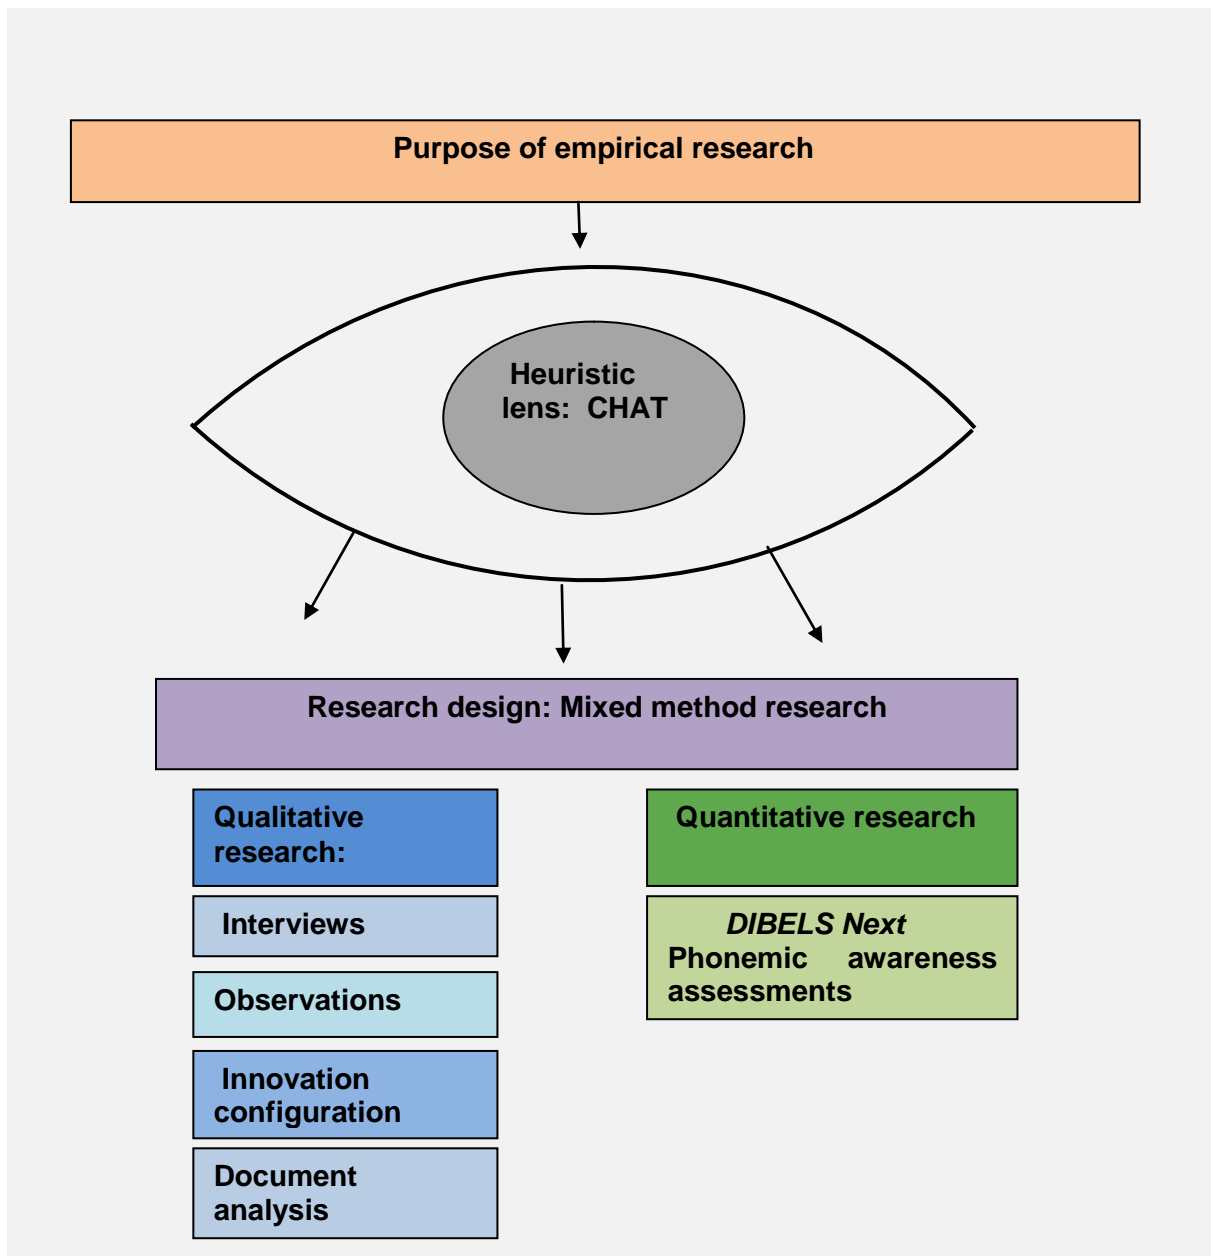 Purpose of empirical research
Heuristic
lens: CHAT
Research design: Mixed method research
Qualitative
research:
Interviews
Observations
Innovation
configuration
Document
analysis
Quantitative research
DIBELS Next
Phonemic awareness
assessments